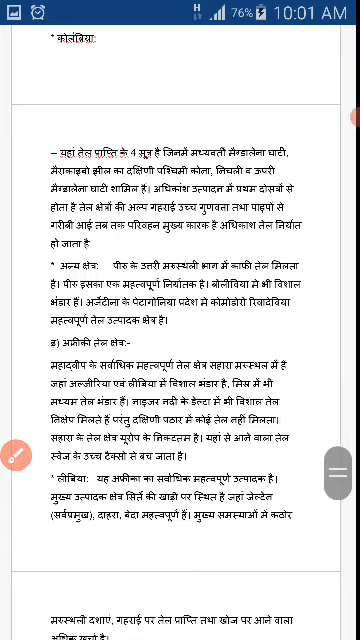 H
76%
10:01 AM
* कोलंबिया:
– यहां तेल प्राप्ति के 4 सूत्र है जिनमें मध्यवर्ती मैग्डालेना घाटी,
मैराकाइबो झील का दक्षिणी पश्चिमी कोना, निचली व ऊपरी
मैग्डालेना घाटी शामिल हैं। अधिकांश उत्पादन में प्रथम दोसत्रों से
होता है तेल क्षेत्रों की अल्प गहराई उच्च गुणवता तथा पाइपों से
गरीबी आई तब तक परिवहन मुख्य कारक है अधिकाश तेल निर्यात
हो जाता है
* अन्य क्षेत्र: पीरु के उत्तरी मरुस्थली भाग में काफी तेल मिलता
है। पीरु इसका एक महत्वपूर्ण निर्यातक है। बोलीविया मे भी विशाल
भंडार हैं। अर्जेंटीना के पेटागोनिया प्रदेश मे कोमोडोरो रिवादेविया
महत्वपूर्ण तेल उत्पादक क्षेत्र है।
ड़) अफ्रीकी तेल क्षेत्र:-
महाद्वीप के सर्वाधिक महत्वपूर्ण तेल क्षेत्र सहारा मरुस्थल में हैं
जहां अल्जीरिया एवं लीबिया में विशाल भंडार है, मिस्र में भी
मध्यम तेल भंडार हैं। नाइजर नदी के डेल्टा में भी विशाल तेल
निक्षेप मिलते हैं परंतु दक्षिणी पठार में कोई तेल नहीं मिलता।
सहारा के तेल क्षेत्र यूरोप के निकटतम है। यहां से आने वाला तेल
स्वेज के उच्च टैक्सो से बच जाता है।
* लीबिया: यह अफ्रीका का सर्वाधिक महत्वपूर्ण उत्पादक है।
मुख्य उत्पादक क्षेत्र सिर्ते की खाड़ी पर स्थित है जहां जेल्टेन
(सर्वप्रमुख), दाहरा, बेदा महत्वपूर्ण हैं। मुख्य समस्याओं में कठोर
मरुस्थली दशाएं, गहराई पर तेल प्राप्ति तथा खोज पर आने वाला
अधिक खर्चा है।